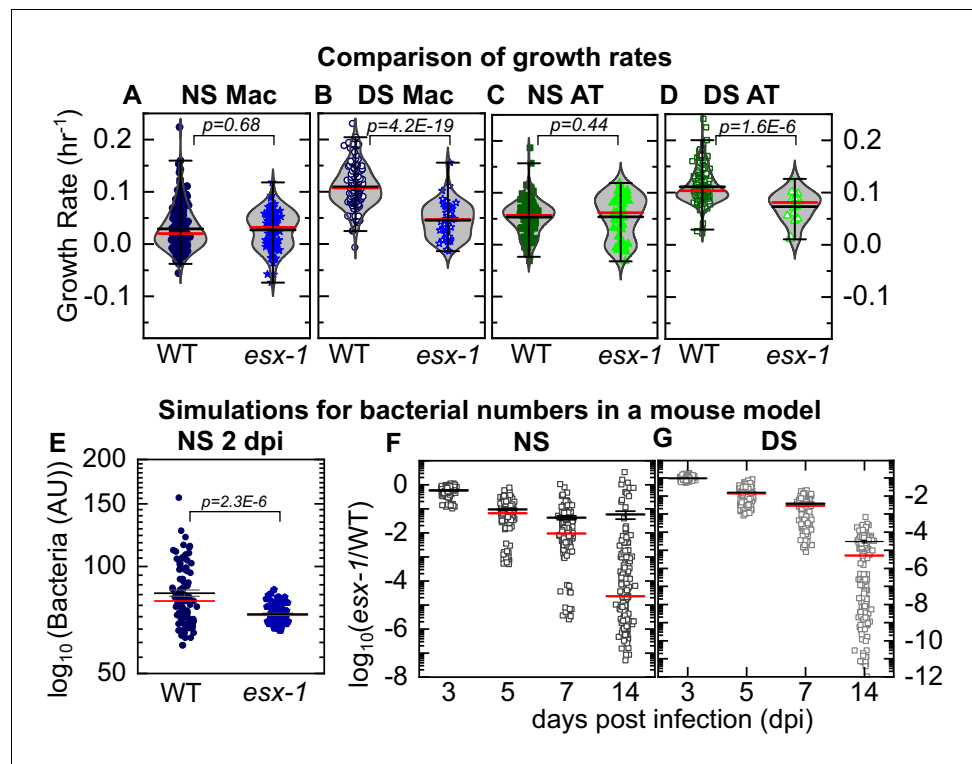 Comparison of growth rates
A NS Mac B DS Mac C NS AT D DS AT
p=0.68 p=4.2E-19 p=0.44 p=1.6E-6
Growth Rate (hr⁻¹)
0.2 0.2
0.1 0.1
0.0 0.0
-0.1 -0.1
WT esx-1 WT esx-1 WT esx-1 WT esx-1
Simulations for bacterial numbers in a mouse model
E NS 2 dpi F NS G DS
log₁₀(Bacteria (AU))
200
150
100
50
p=2.3E-6
WT esx-1
log₁₀(esx-1/WT)
0
-2
-4
-6
-8
3 5 7 14 3 5 7 14
-2
-4
-6
-8
-10
-12
days post infection (dpi)